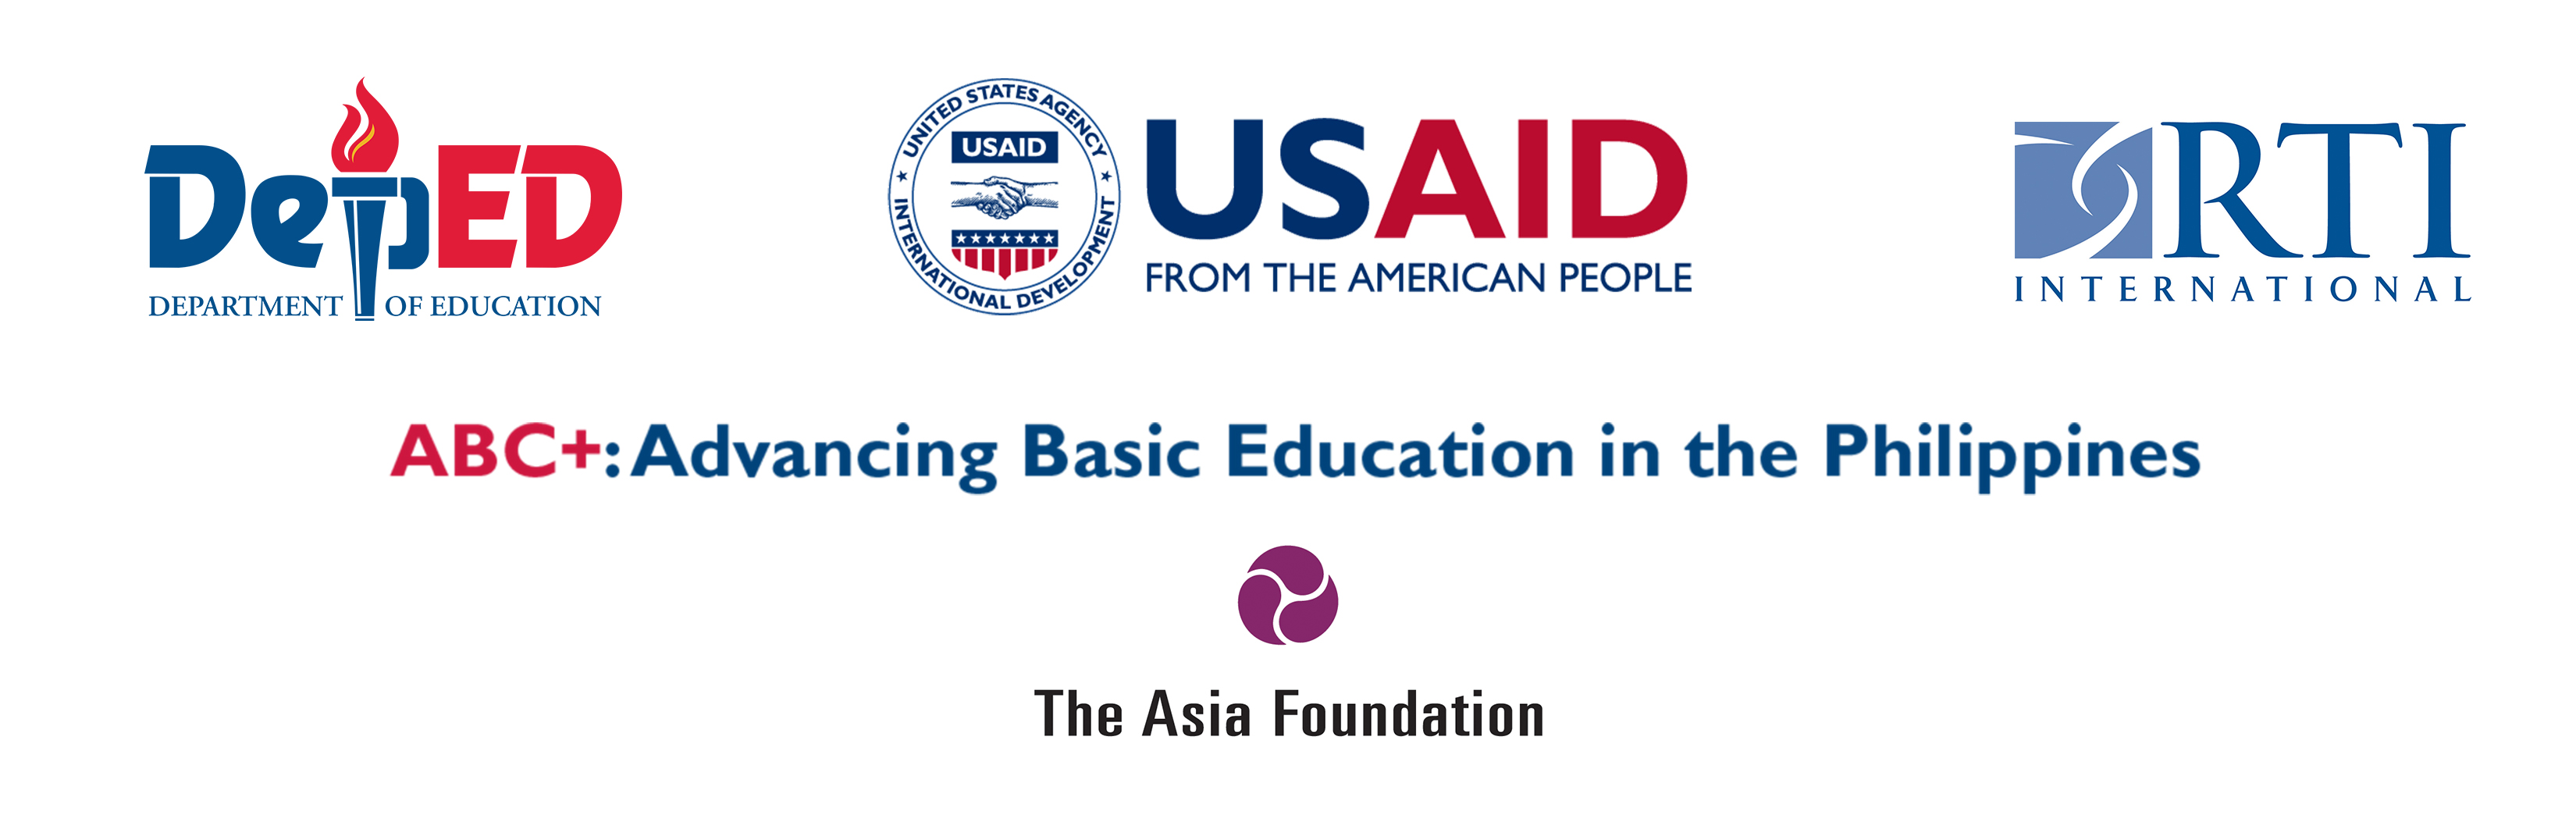 DepED
DEPARTMENT OF EDUCATION
UNITED STATES AGENCY
USAID
INTERNATIONAL DEVELOPMENT
USAID
FROM THE AMERICAN PEOPLE
RTI
INTERNATIONAL
ABC+: Advancing Basic Education in the Philippines
The Asia Foundation